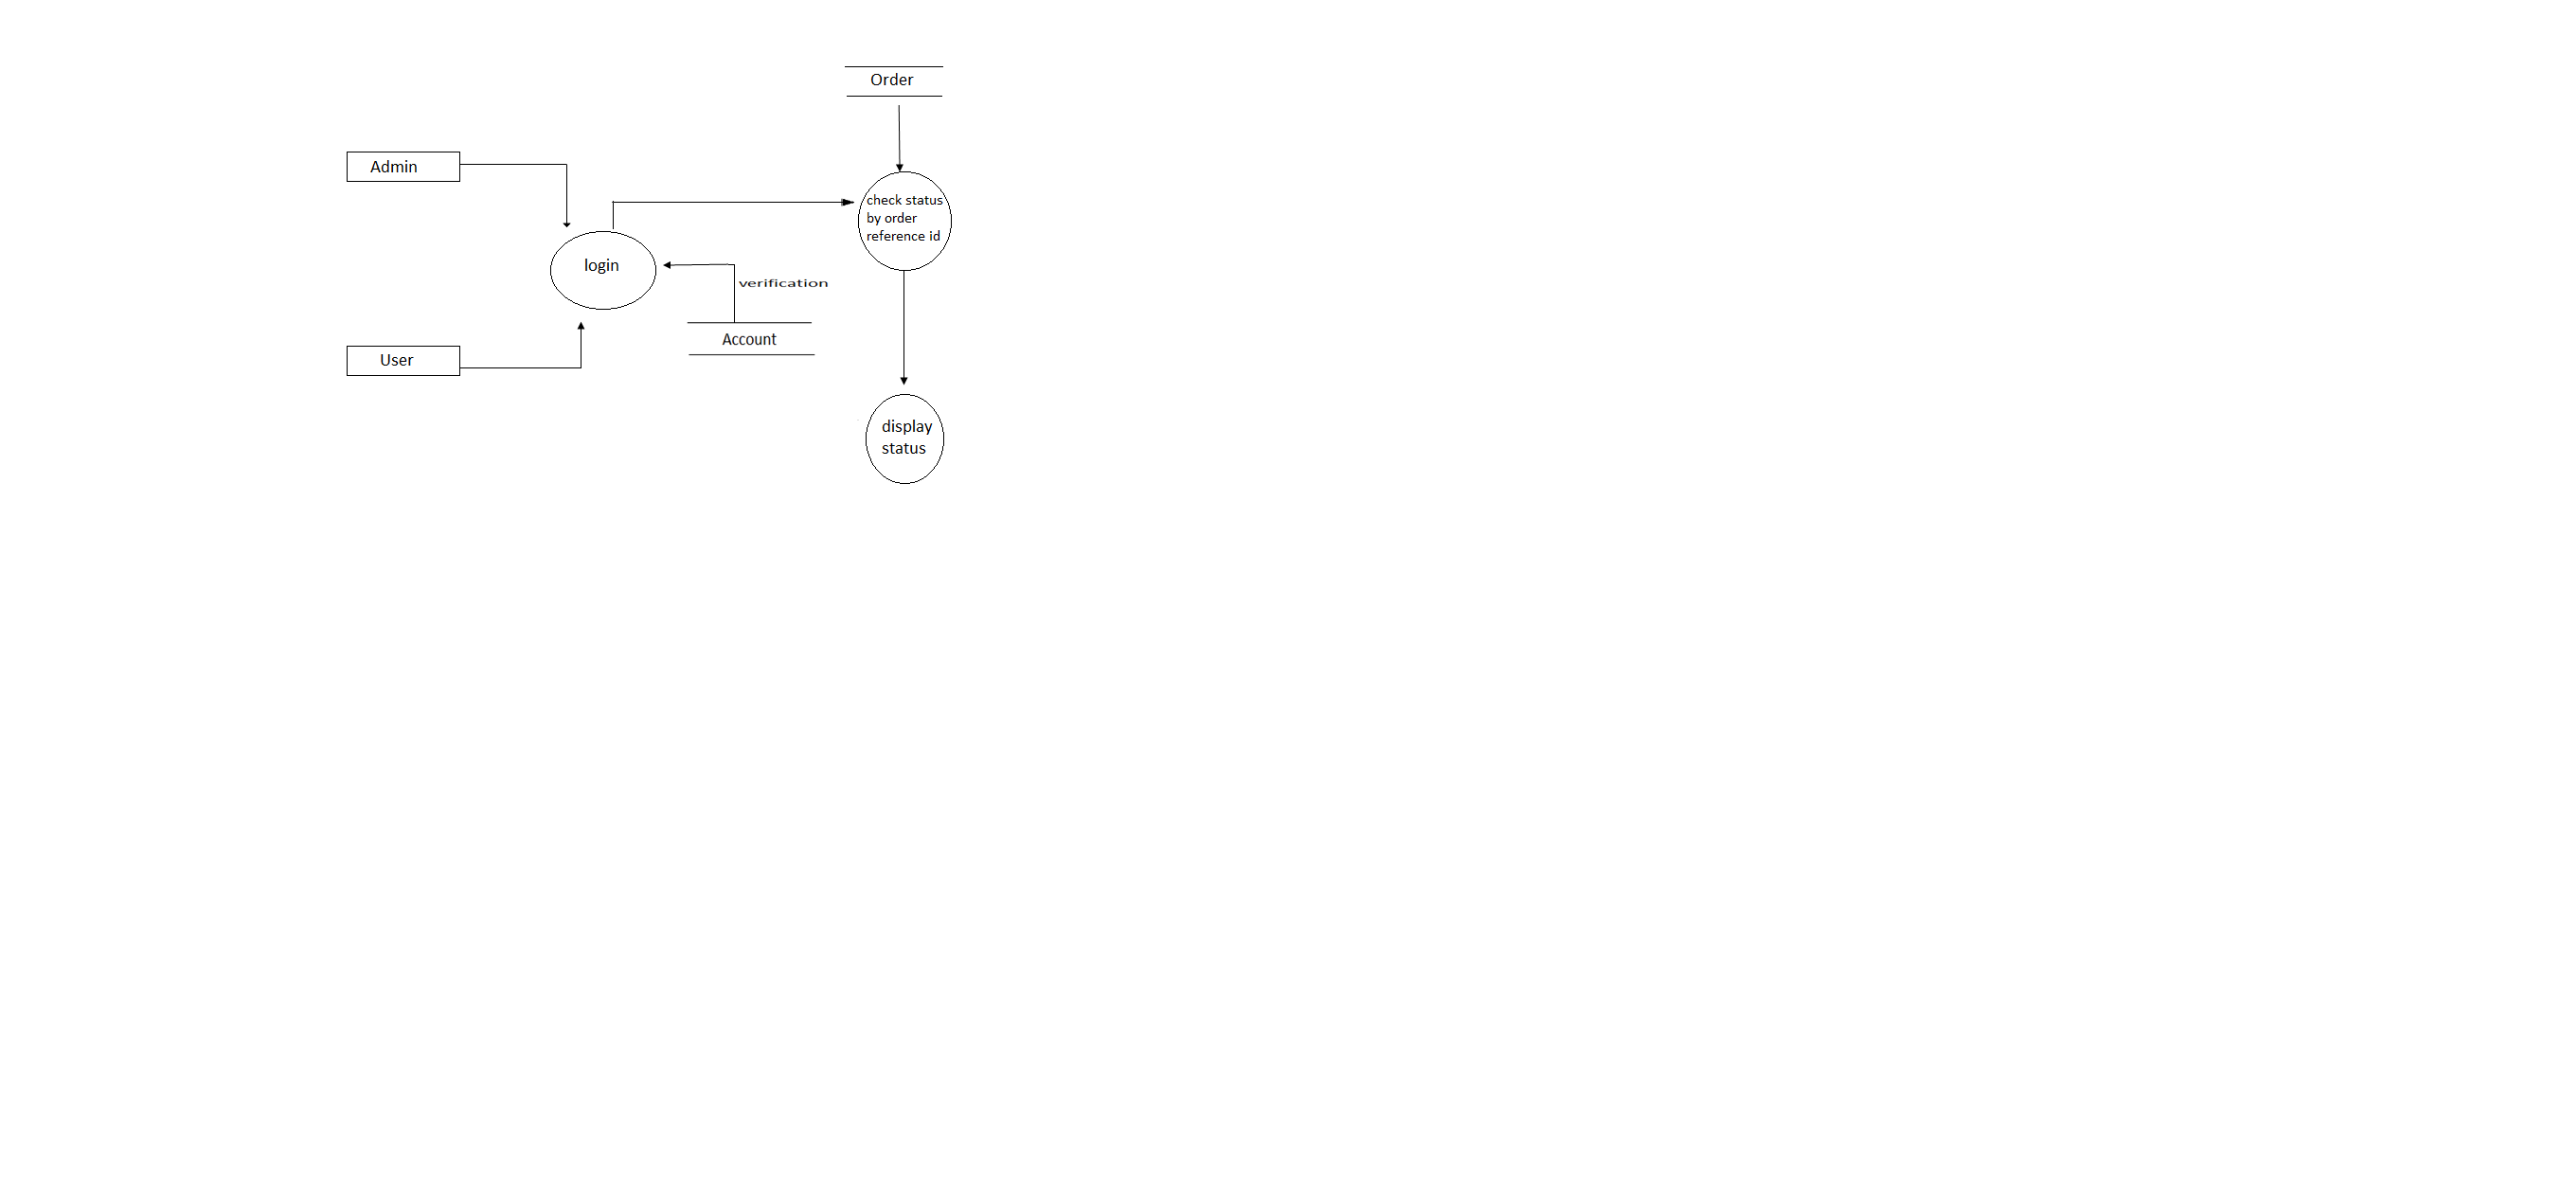 Order
Admin
check status
by order
reference id
login
verification
Account
User
display
status